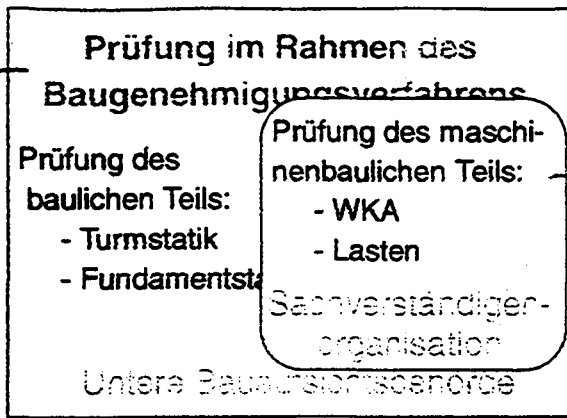 Prüfung im Rahmen des
Baugenehmigungsverfahrens
Prüfung des
baulichen Teils:
- Turmstatik
- Fundamentsta
Prüfung des maschi-
nenbaulichen Teils:
- WKA
- Lasten
Sachverständigen-
organisation
Untere Bauaufsichtsbehörde